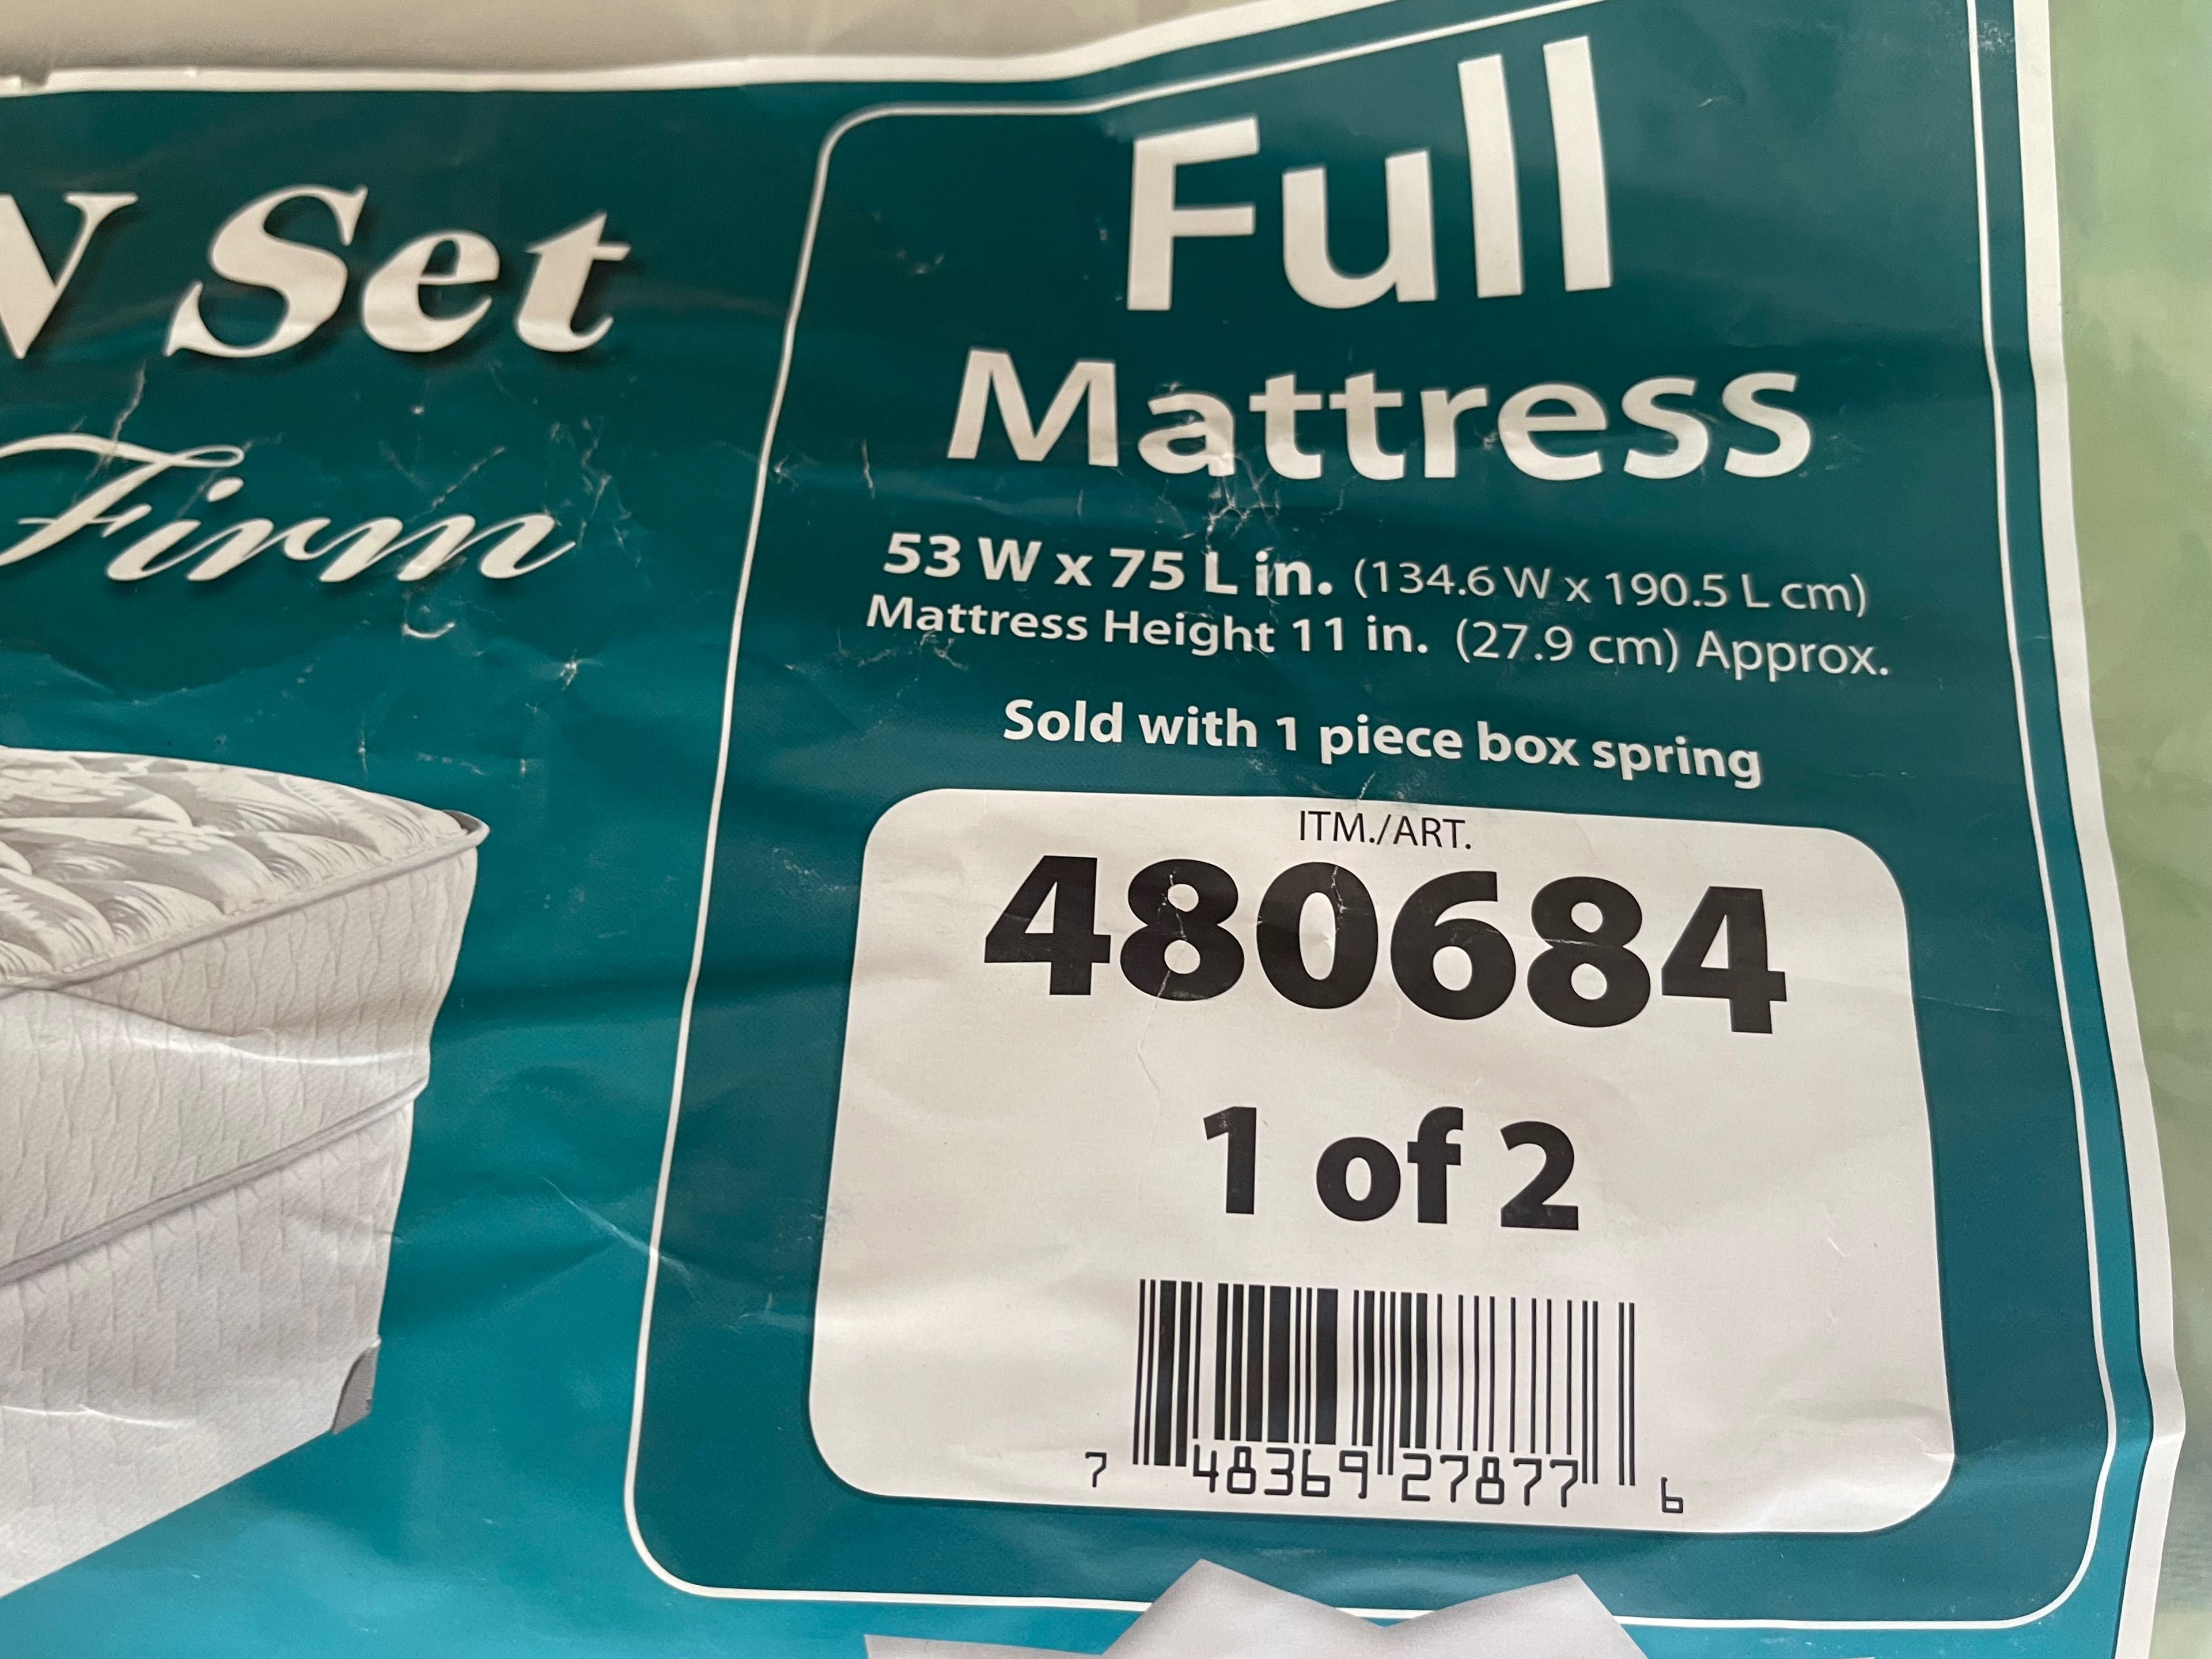 Set
Firm
Full
Mattress
53 W x 75 L in. (134.6 W x 190.5 L cm)
Mattress Height 11 in. (27.9 cm) Approx.
Sold with 1 piece box spring
ITM./ART.
480684
1 of 2
7 48369 27877 6